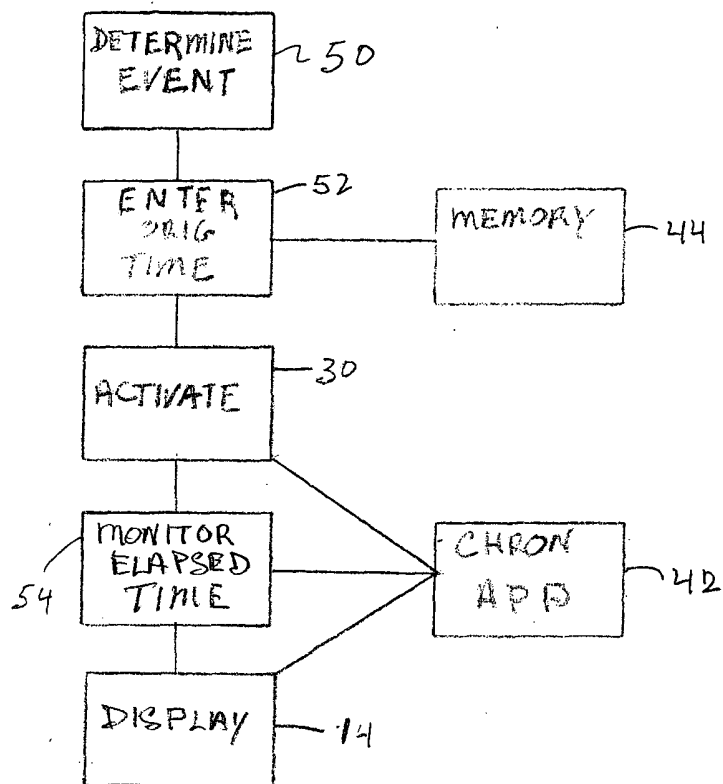 DETERMINE
EVENT
50
ENTER
ORIG
TIME
52
MEMORY
44
ACTIVATE
30
MONITOR
ELAPSED
TIME
54
CHRON
APP
42
DISPLAY
14